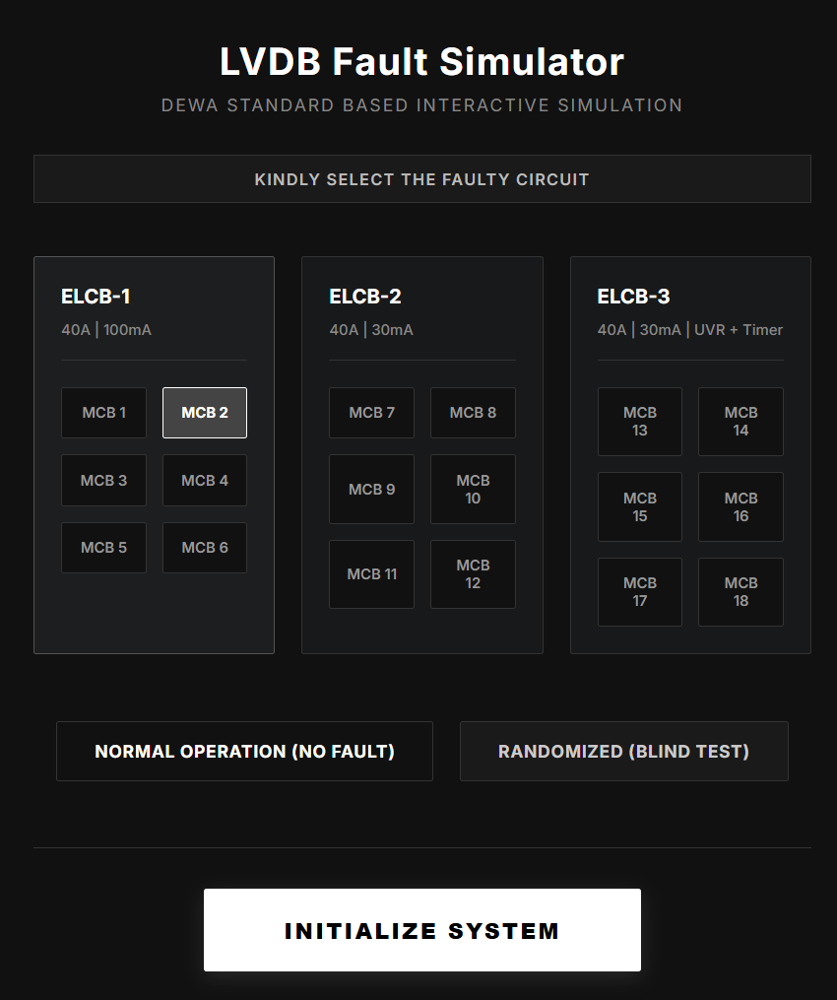 LVDB Fault Simulator
DEWA STANDARD BASED INTERACTIVE SIMULATION
KINDLY SELECT THE FAULTY CIRCUIT
ELCB-1
40A | 100mA
MCB 1
MCB 2
MCB 3
MCB 4
MCB 5
MCB 6
ELCB-2
40A | 30mA
MCB 7
MCB 8
MCB 9
MCB
10
MCB 11
MCB
12
ELCB-3
40A | 30mA | UVR + Timer
MCB
13
MCB
14
MCB
15
MCB
16
MCB
17
MCB
18
NORMAL OPERATION (NO FAULT)
RANDOMIZED (BLIND TEST)
INITIALIZE SYSTEM